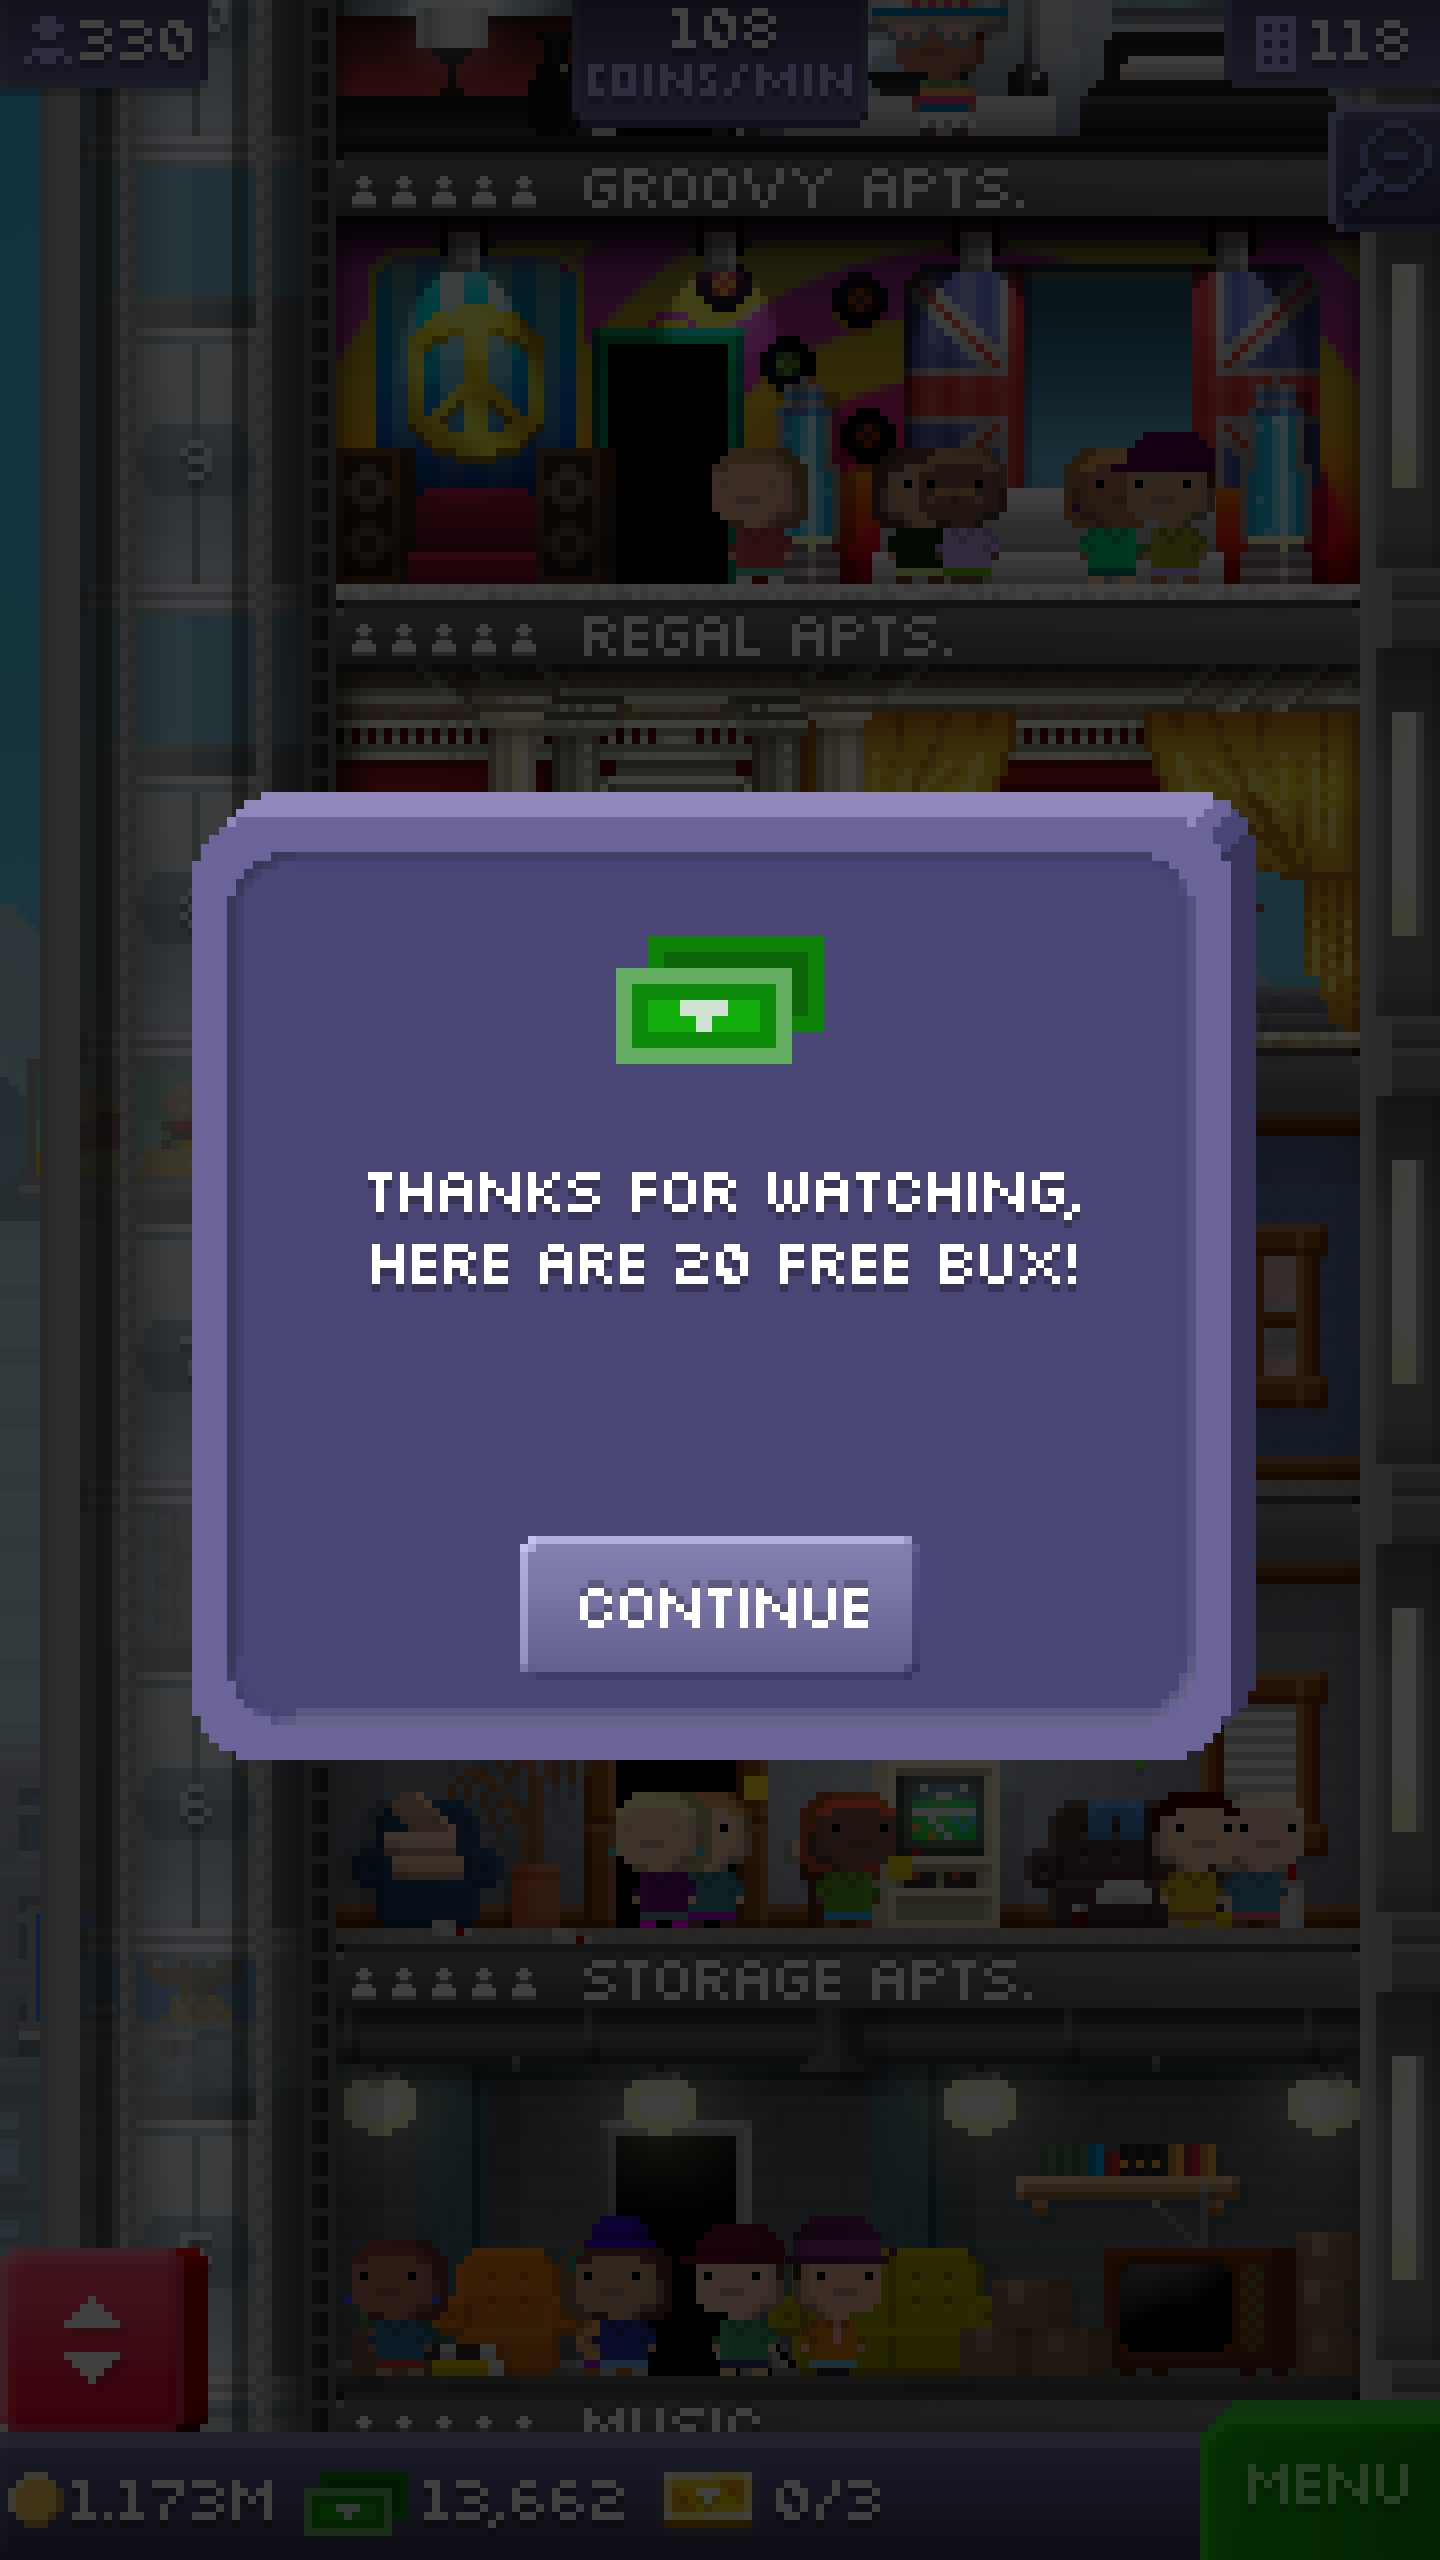 330
108
COINS/MIN
118
GROOVY APTS.
9
REGAL APTS.
THANKS FOR WATCHING,
HERE ARE 20 FREE BUX!
CONTINUE
6
STORAGE APTS.
MUSIC
1.173M
13,662
0/3
MENU